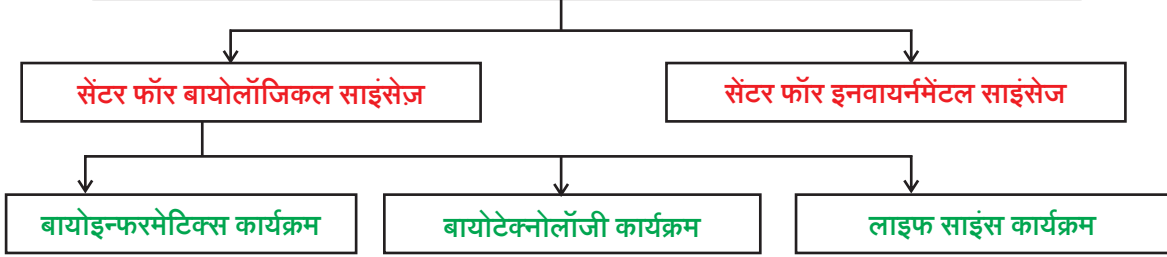 सेंटर फॉर बायोलॉजिकल साइंसेज़
सेंटर फॉर इनवायर्नमेंटल साइंसेज
बायोइन्फरमेटिक्स कार्यक्रम
बायोटेक्नोलॉजी कार्यक्रम
लाइफ साइंस कार्यक्रम